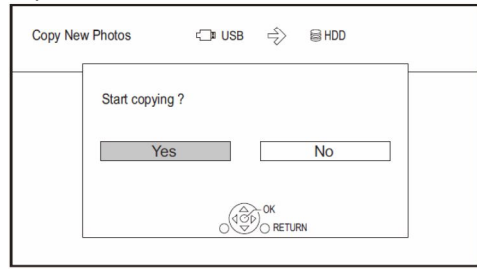 Copy New Photos USB HDD
Start copying ?
Yes No
OK
RETURN